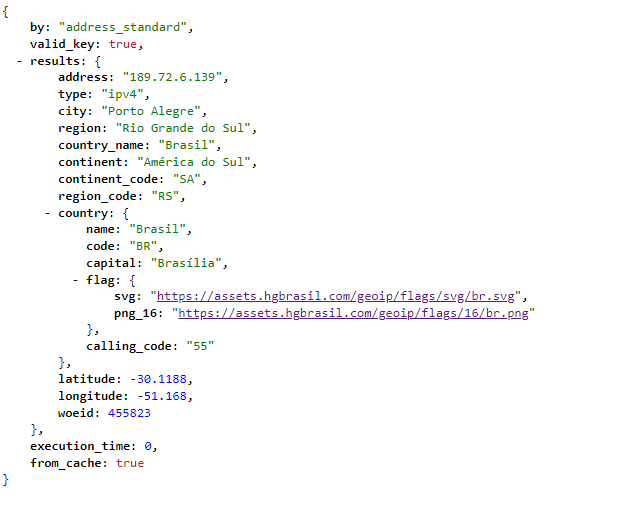 {
by: "address_standard",
valid_key: true,
- results: {
address: "189.72.6.139",
type: "ipv4",
city: "Porto Alegre",
region: "Rio Grande do Sul",
country_name: "Brasil",
continent: "América do Sul",
continent_code: "SA",
region_code: "RS",
- country: {
name: "Brasil",
code: "BR",
capital: "Brasília",
- flag: {
svg: "https://assets.hgbrasil.com/geoip/flags/svg/br.svg",
png_16: "https://assets.hgbrasil.com/geoip/flags/16/br.png"
},
calling_code: "55"
},
latitude: -30.1188,
longitude: -51.168,
woeid: 455823
},
execution_time: 0,
from_cache: true
}